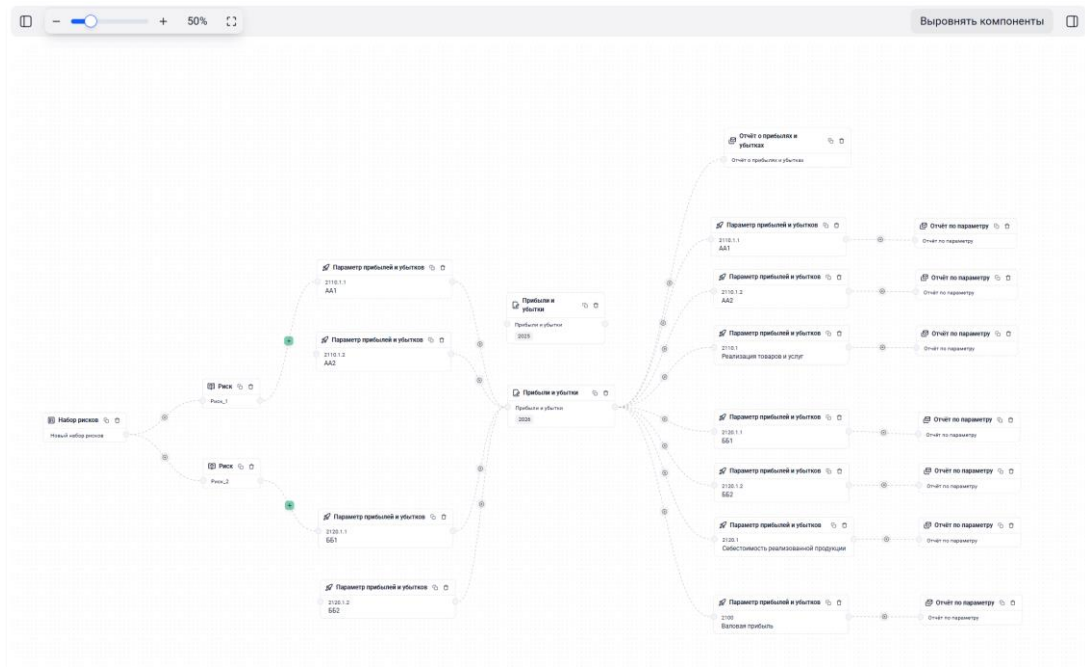 50%
Выровнять компоненты
Отчёт о прибылях и
убытках
Отчёт о прибылях и убытках
Параметр прибылей и убытков
2110.1.1
АА1
Отчёт по параметру
Отчёт по параметру
Параметр прибылей и убытков
2110.1.1
АА1
Параметр прибылей и убытков
2110.1.2
АА2
Отчёт по параметру
Отчёт по параметру
Прибыли и
убытки
Прибыли и убытки
2025
Параметр прибылей и убытков
2110.1.2
АА2
Параметр прибылей и убытков
2110.1
Реализация товаров и услуг
Отчёт по параметру
Отчёт по параметру
Риск
Риск_1
Прибыли и убытки
Прибыли и убытки
2026
Набор рисков
Новый набор рисков
Параметр прибылей и убытков
2120.1.1
ББ1
Отчёт по параметру
Отчёт по параметру
Риск
Риск_2
Параметр прибылей и убытков
2120.1.2
ББ2
Отчёт по параметру
Отчёт по параметру
Параметр прибылей и убытков
2120.1.1
ББ1
Параметр прибылей и убытков
2120.1
Себестоимость реализованной продукции
Отчёт по параметру
Отчёт по параметру
Параметр прибылей и убытков
2120.1.2
ББ2
Параметр прибылей и убытков
2100
Валовая прибыль
Отчёт по параметру
Отчёт по параметру